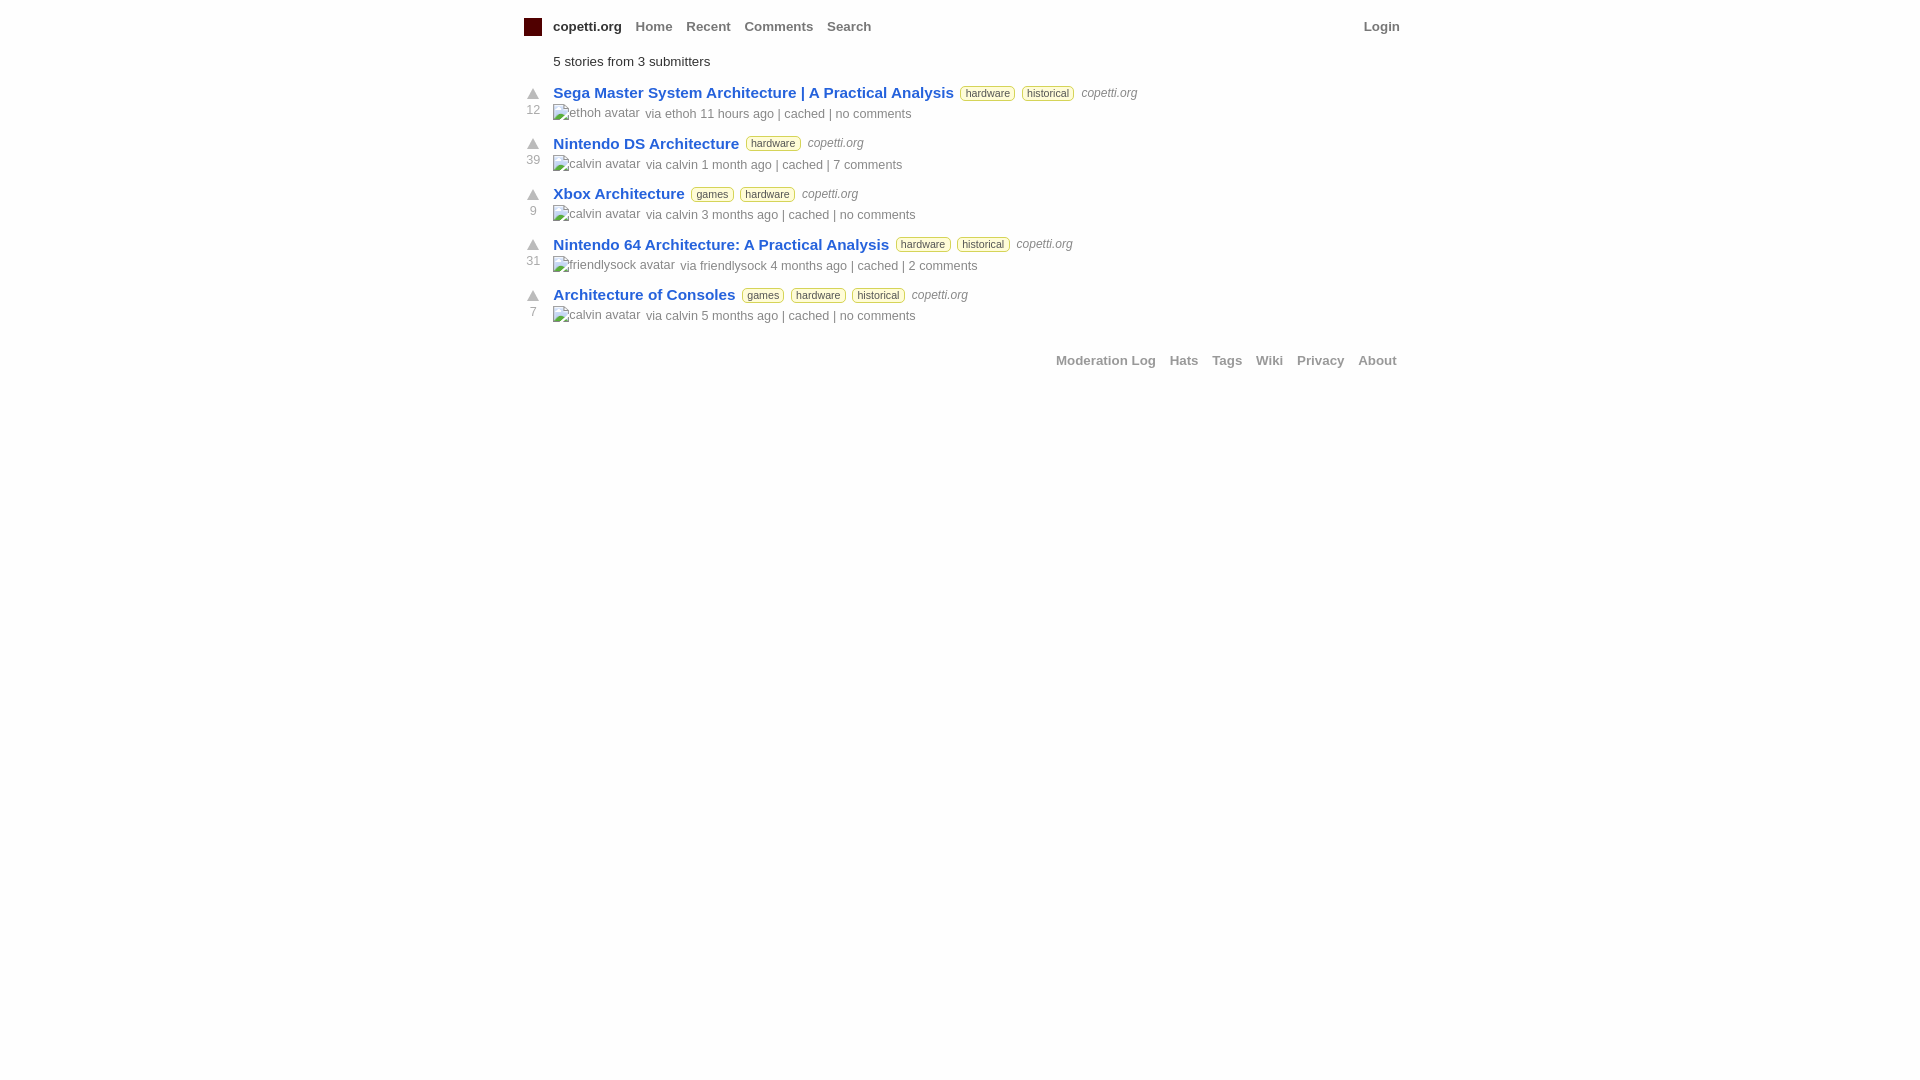 copetti.org Home Recent Comments Search Login
5 stories from 3 submitters
Sega Master System Architecture | A Practical Analysis hardware historical copetti.org
12
ethoh avatar via ethoh 11 hours ago | cached | no comments
Nintendo DS Architecture hardware copetti.org
39
calvin avatar via calvin 1 month ago | cached | 7 comments
Xbox Architecture games hardware copetti.org
9
calvin avatar via calvin 3 months ago | cached | no comments
Nintendo 64 Architecture: A Practical Analysis hardware historical copetti.org
31
friendlysock avatar via friendlysock 4 months ago | cached | 2 comments
Architecture of Consoles games hardware historical copetti.org
7
calvin avatar via calvin 5 months ago | cached | no comments
Moderation Log Hats Tags Wiki Privacy About